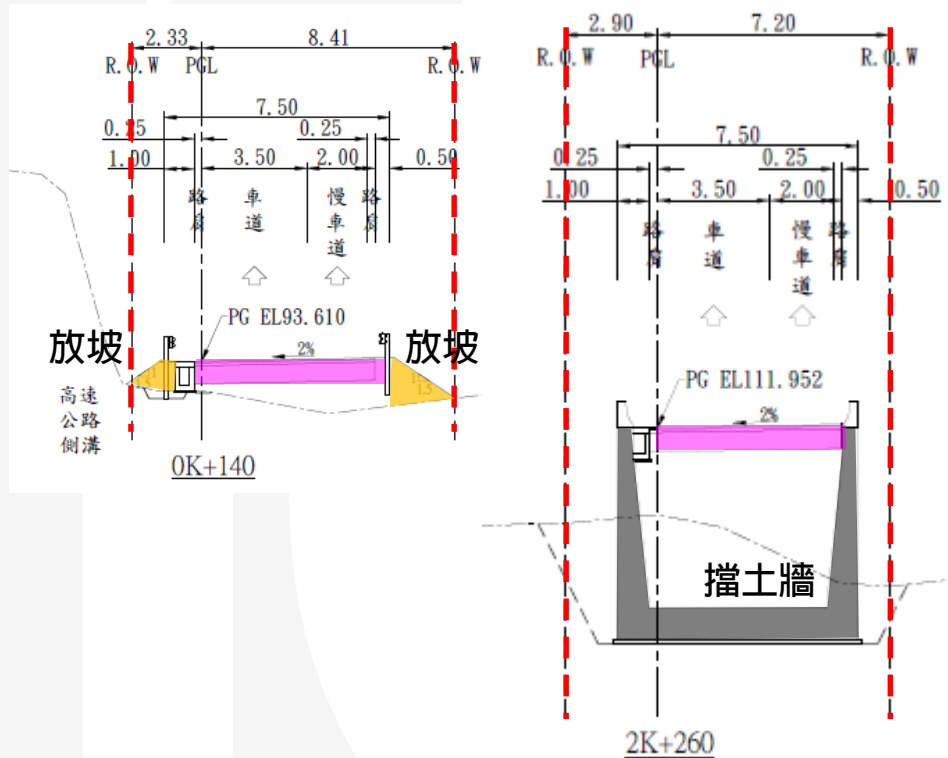 2.33 8.41
R.O.W PGL R.O.W
7.50
0.25 0.25
1.00 3.50 2.00 0.50
路肩 車道 慢車道 路肩
PG EL93.610
放坡 2% 放坡
1.5
高速
公路
側溝
0K+140
2.90 7.20
R.O.W PGL R.O.W
7.50
0.25 0.25
1.00 3.50 2.00 0.50
路肩 車道 慢車道 路肩
PG EL111.952
2%
擋土牆
2K+260